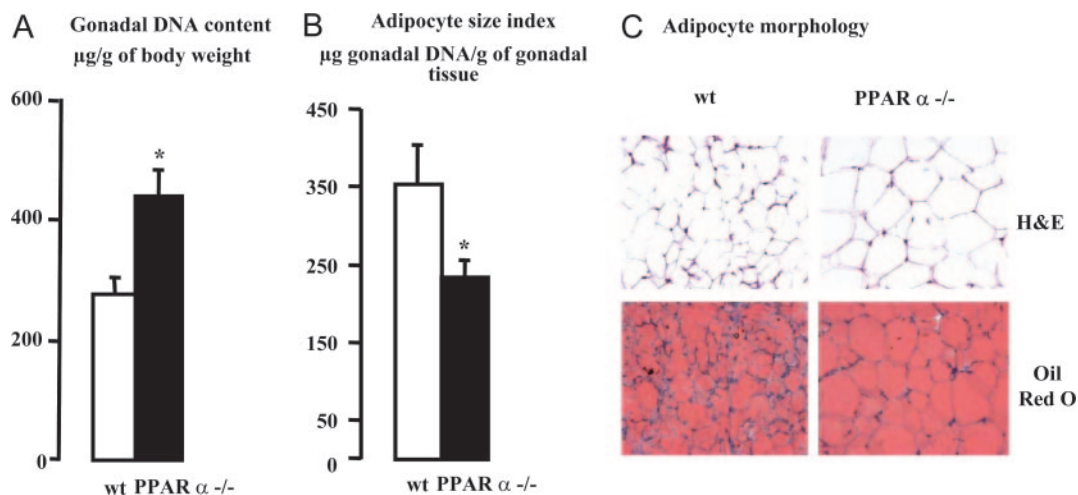 A
Gonadal DNA content
μg/g of body weight
600
400
200
0
*
wt PPAR α -/-
B
Adipocyte size index
μg gonadal DNA/g of gonadal
tissue
450
350
250
150
50
0
*
wt PPAR α -/-
C
Adipocyte morphology
wt
PPAR α -/-
H&E
Oil
Red O